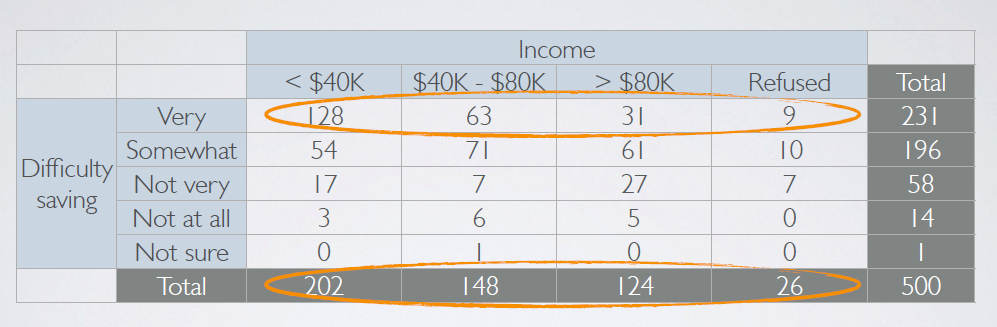 Income
< $40K $40K - $80K > $80K Refused Total
Difficulty saving
Very 128 63 31 9 231
Somewhat 54 71 61 10 196
Not very 17 7 27 7 58
Not at all 3 6 5 0 14
Not sure 0 1 0 0 1
Total 202 148 124 26 500